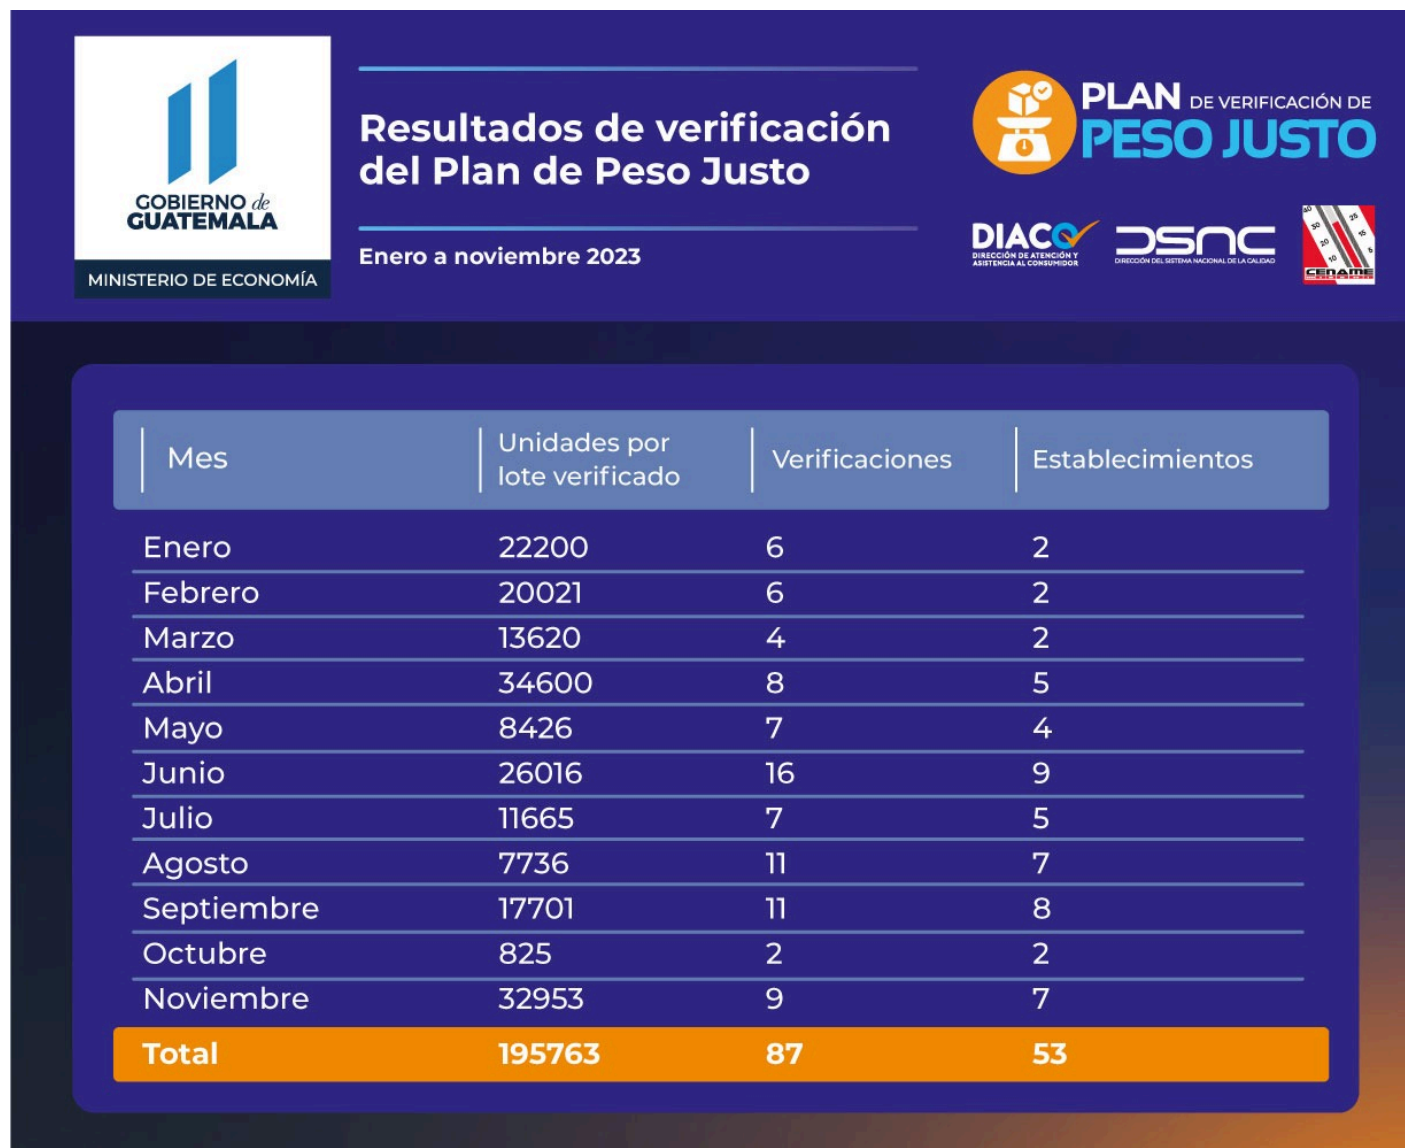 GOBIERNO de
GUATEMALA
MINISTERIO DE ECONOMÍA
Resultados de verificación
del Plan de Peso Justo
Enero a noviembre 2023
PLAN DE VERIFICACIÓN DE
PESO JUSTO
DIACO
DIRECCIÓN DE ATENCIÓN Y
ASISTENCIA AL CONSUMIDOR
DSNC
DIRECCIÓN DEL SISTEMA NACIONAL DE LA CALIDAD
CENAME
Mes Unidades por lote verificado Verificaciones Establecimientos
Enero 22200 6 2
Febrero 20021 6 2
Marzo 13620 4 2
Abril 34600 8 5
Mayo 8426 7 4
Junio 26016 16 9
Julio 11665 7 5
Agosto 7736 11 7
Septiembre 17701 11 8
Octubre 825 2 2
Noviembre 32953 9 7
Total 195763 87 53